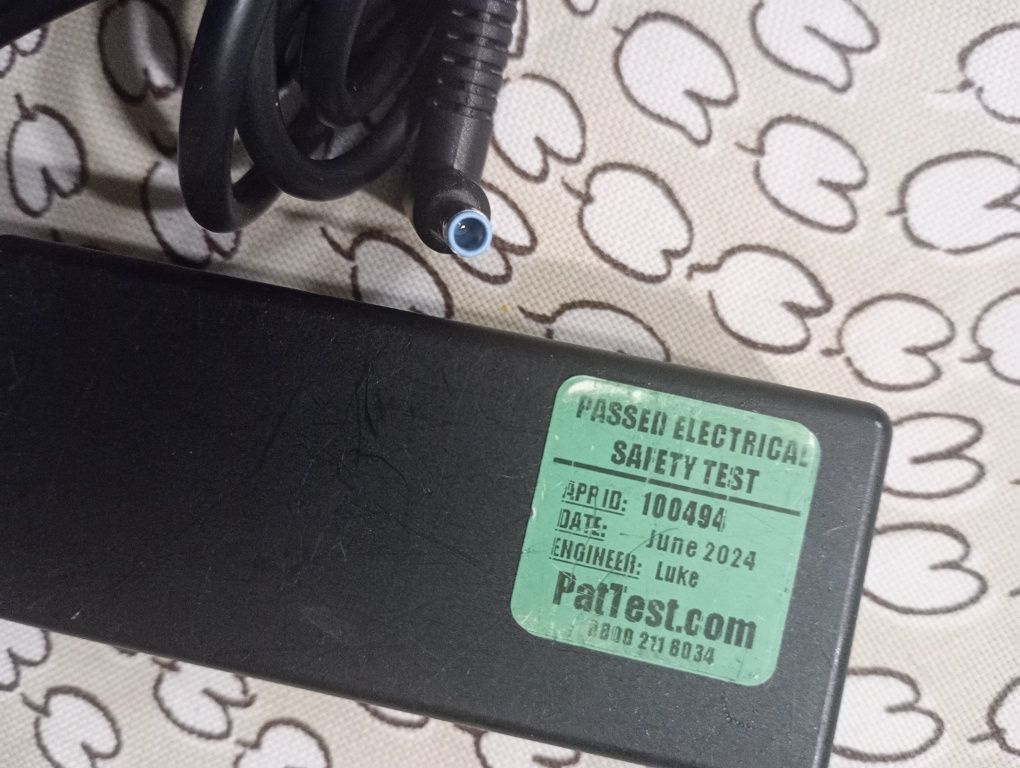 PASSED ELECTRICAL
SAFETY TEST
APP ID: 100494
DATE: June 2024
ENGINEER: Luke
PatTest.com
0800 211 8034